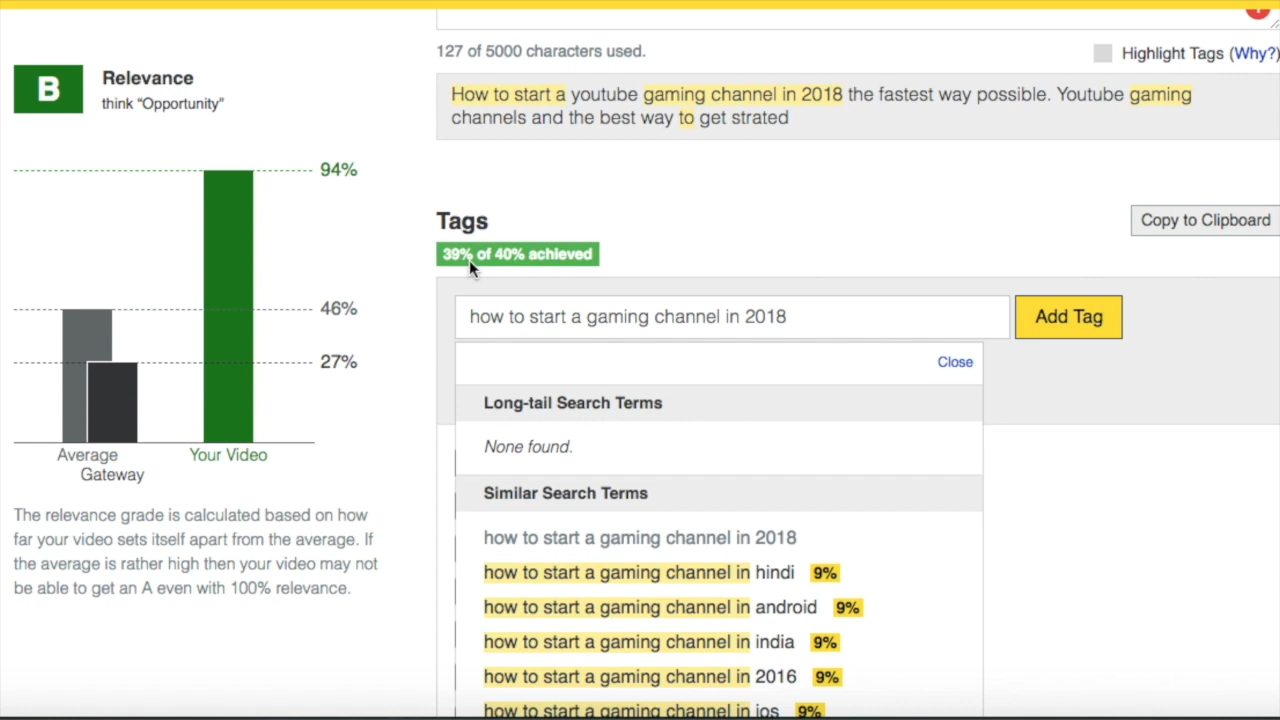 127 of 5000 characters used.
Highlight Tags (Why?)
B
Relevance
think “Opportunity”
How to start a youtube gaming channel in 2018 the fastest way possible. Youtube gaming
channels and the best way to get strated
94%
46%
27%
Average
Gateway
Your Video
The relevance grade is calculated based on how
far your video sets itself apart from the average. If
the average is rather high then your video may not
be able to get an A even with 100% relevance.
Tags
Copy to Clipboard
39% of 40% achieved
how to start a gaming channel in 2018
Add Tag
Close
Long-tail Search Terms
None found.
Similar Search Terms
how to start a gaming channel in 2018
how to start a gaming channel in hindi 9%
how to start a gaming channel in android 9%
how to start a gaming channel in india 9%
how to start a gaming channel in 2016 9%
how to start a gaming channel in ios 9%